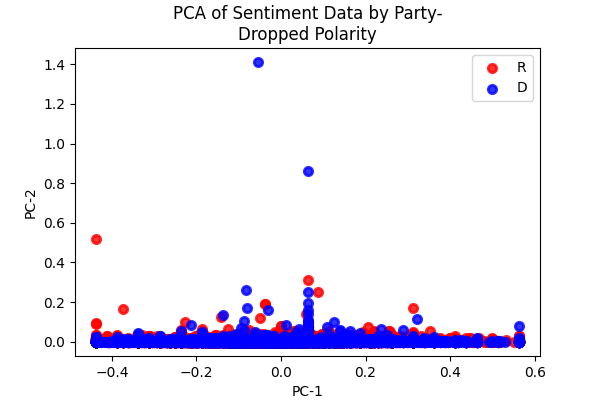 PCA of Sentiment Data by Party-
Dropped Polarity
R
D
PC-2
1.4
1.2
1.0
0.8
0.6
0.4
0.2
0.0
−0.4 −0.2 0.0 0.2 0.4 0.6
PC-1